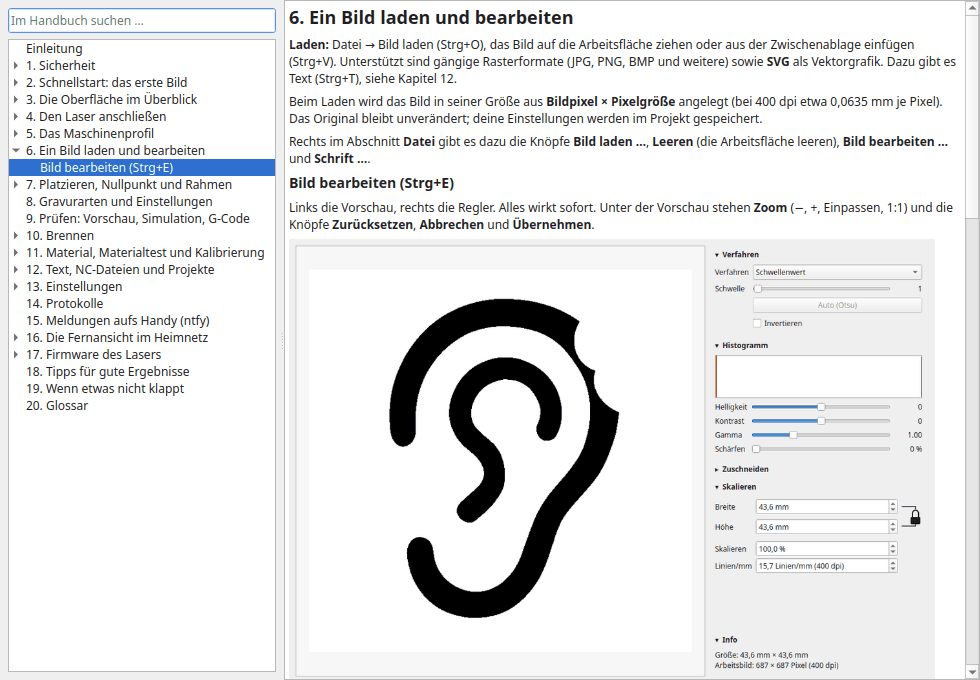 Im Handbuch suchen ...
Einleitung
1. Sicherheit
2. Schnellstart: das erste Bild
3. Die Oberfläche im Überblick
4. Den Laser anschließen
5. Das Maschinenprofil
6. Ein Bild laden und bearbeiten
Bild bearbeiten (Strg+E)
7. Platzieren, Nullpunkt und Rahmen
8. Gravurarten und Einstellungen
9. Prüfen: Vorschau, Simulation, G-Code
10. Brennen
11. Material, Materialtest und Kalibrierung
12. Text, NC-Dateien und Projekte
13. Einstellungen
14. Protokolle
15. Meldungen aufs Handy (ntfy)
16. Die Fernansicht im Heimnetz
17. Firmware des Lasers
18. Tipps für gute Ergebnisse
19. Wenn etwas nicht klappt
20. Glossar
6. Ein Bild laden und bearbeiten
Laden: Datei → Bild laden (Strg+O), das Bild auf die Arbeitsfläche ziehen oder aus der Zwischenablage einfügen
(Strg+V). Unterstützt sind gängige Rasterformate (JPG, PNG, BMP und weitere) sowie SVG als Vektorgrafik. Dazu gibt es
Text (Strg+T), siehe Kapitel 12.
Beim Laden wird das Bild in seiner Größe aus Bildpixel × Pixelgröße angelegt (bei 400 dpi etwa 0,0635 mm je Pixel).
Das Original bleibt unverändert; deine Einstellungen werden im Projekt gespeichert.
Rechts im Abschnitt Datei gibt es dazu die Knöpfe Bild laden ..., Leeren (die Arbeitsfläche leeren), Bild bearbeiten ...
und Schrift ....
Bild bearbeiten (Strg+E)
Links die Vorschau, rechts die Regler. Alles wirkt sofort. Unter der Vorschau stehen Zoom (−, +, Einpassen, 1:1) und die
Knöpfe Zurücksetzen, Abbrechen und Übernehmen.
Verfahren
Verfahren Schwellenwert
Schwelle 1
Auto (Otsu)
Invertieren
Histogramm
Helligkeit 0
Kontrast 0
Gamma 1.00
Schärfen 0 %
Zuschneiden
Skalieren
Breite 43,6 mm
Höhe 43,6 mm
Skalieren 100,0 %
Linien/mm 15,7 Linien/mm (400 dpi)
Info
Größe: 43,6 mm × 43,6 mm
Arbeitsbild: 687 × 687 Pixel (400 dpi)